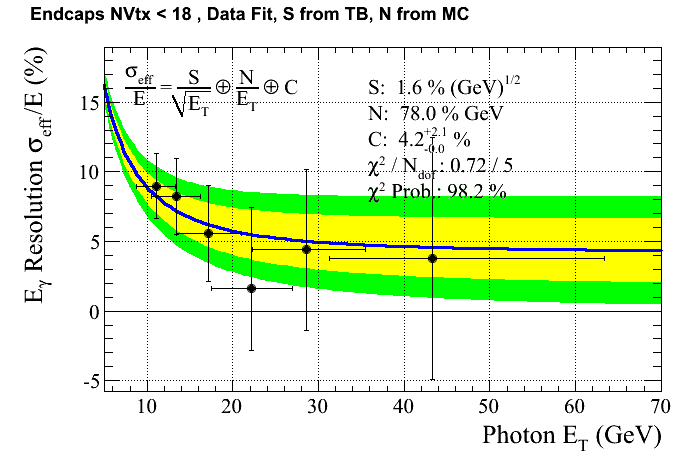 Endcaps NVtx < 18 , Data Fit, S from TB, N from MC
σeff/E = S/√ET ⊕ N/ET ⊕ C
S: 1.6 % (GeV)^1/2
N: 78.0 % GeV
C: 4.2 +2.1 -0.0 %
χ² / Ndof : 0.72 / 5
χ² Prob.: 98.2 %
Eγ Resolution σeff/E (%)
15
10
5
0
-5
10 20 30 40 50 60 70
Photon ET (GeV)